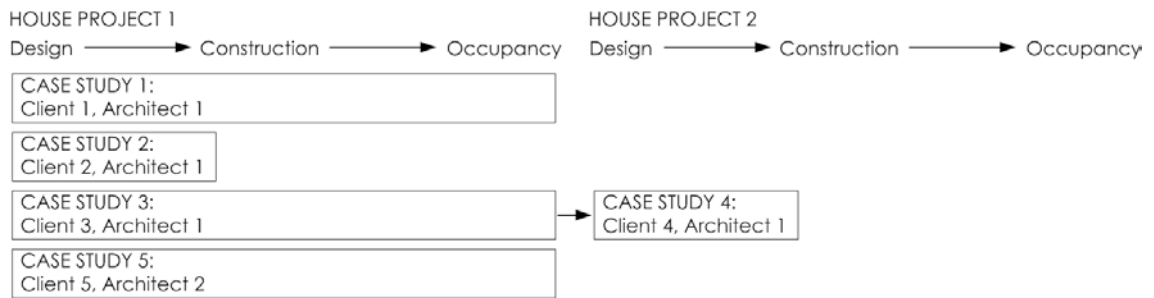 HOUSE PROJECT 1 HOUSE PROJECT 2
Design Construction Occupancy Design Construction Occupancy
CASE STUDY 1:
Client 1, Architect 1
CASE STUDY 2:
Client 2, Architect 1
CASE STUDY 3:
Client 3, Architect 1
CASE STUDY 4:
Client 4, Architect 1
CASE STUDY 5:
Client 5, Architect 2